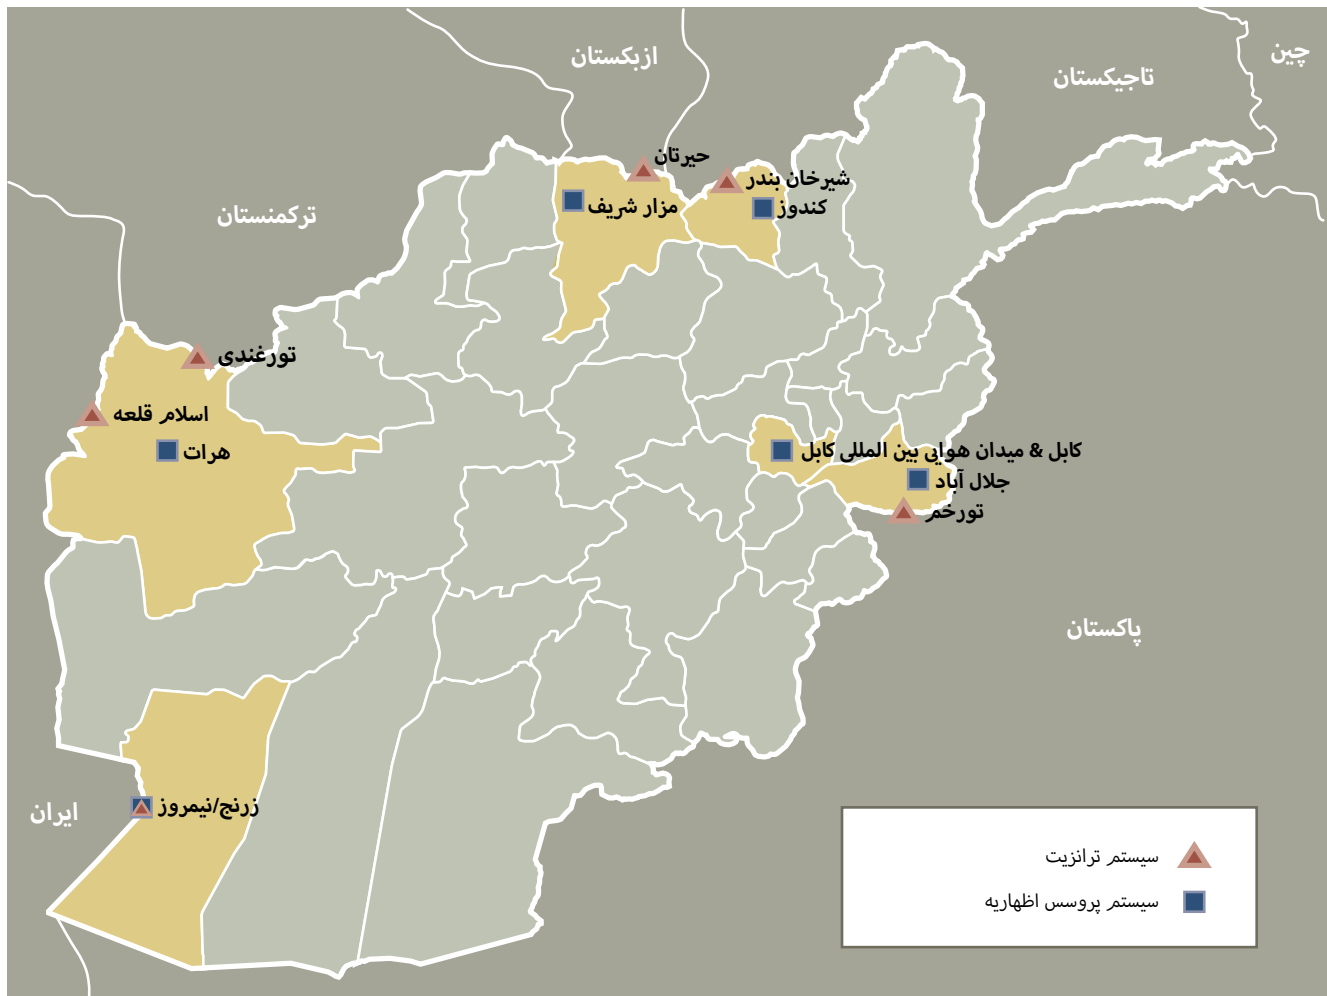 چین
ازبکستان
تاجیکستان
حیرتان
شیرخان بندر
مزار شریف
کندوز
ترکمنستان
تورغندی
اسلام قلعه
هرات
کابل & میدان هوایی بین المللی کابل
جلال آباد
تورخم
پاکستان
ایران
زرنج/نیمروز
سیستم ترانزیت
سیستم پروسس اظهاریه